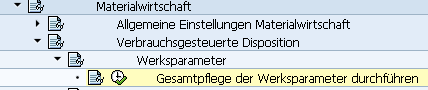 Materialwirtschaft
Allgemeine Einstellungen Materialwirtschaft
Verbrauchsgesteuerte Disposition
Werksparameter
Gesamtpflege der Werksparameter durchführen